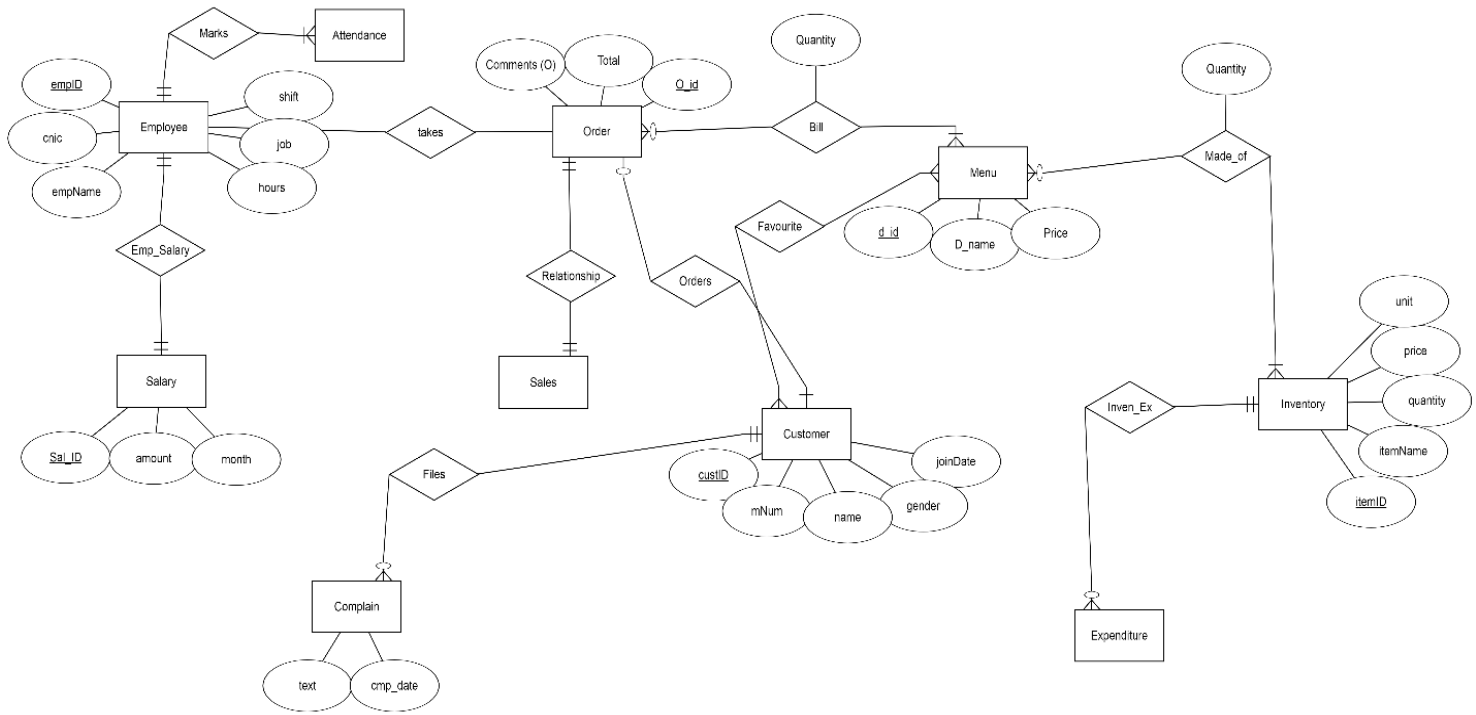 Marks
Attendance
Quantity
Comments (O)
Total
O_id
Quantity
empID
shift
Employee
takes
Order
Bill
cnic
job
Made_of
Menu
empName
hours
Favourite
d_id
D_name
Price
Emp_Salary
Relationship
Orders
unit
price
Salary
Sales
quantity
Inven_Ex
Inventory
Customer
itemName
Sal_ID
amount
month
Files
custID
joinDate
mNum
name
gender
itemID
Complain
Expenditure
text
cmp_date